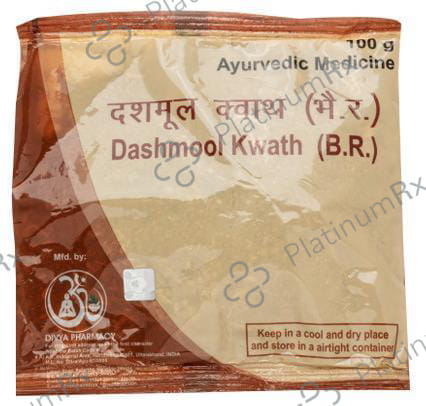 100 g
Ayurvedic Medicine
दशमूल क्वाथ (भै.र.)
Dashmool Kwath (B.R.)
Mfd. by:
DIVYA PHARMACY
Keep in a cool and dry place
and store in a airtight container
PlatinumRx